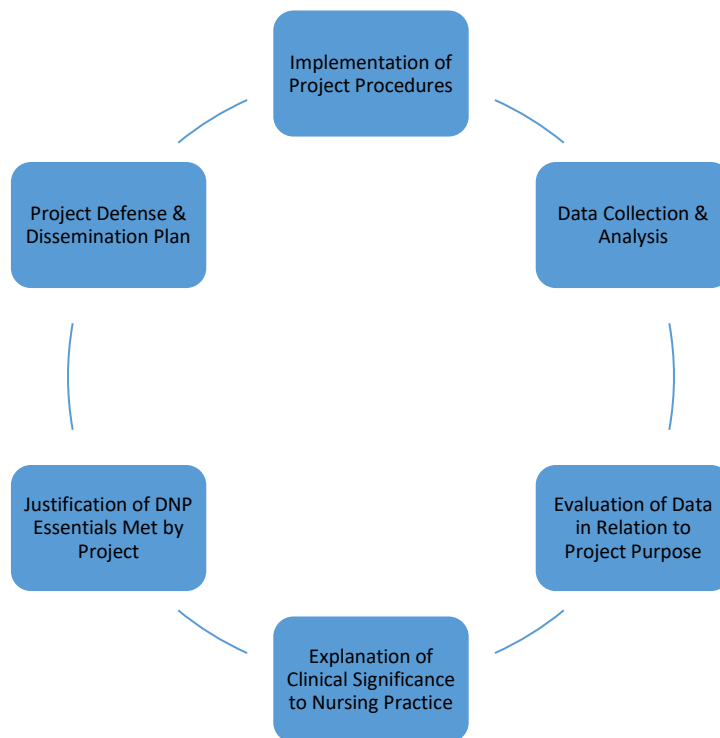 Implementation of
Project Procedures
Data Collection &
Analysis
Evaluation of Data
in Relation to
Project Purpose
Explanation of
Clinical Significance
to Nursing Practice
Justification of DNP
Essentials Met by
Project
Project Defense &
Dissemination Plan